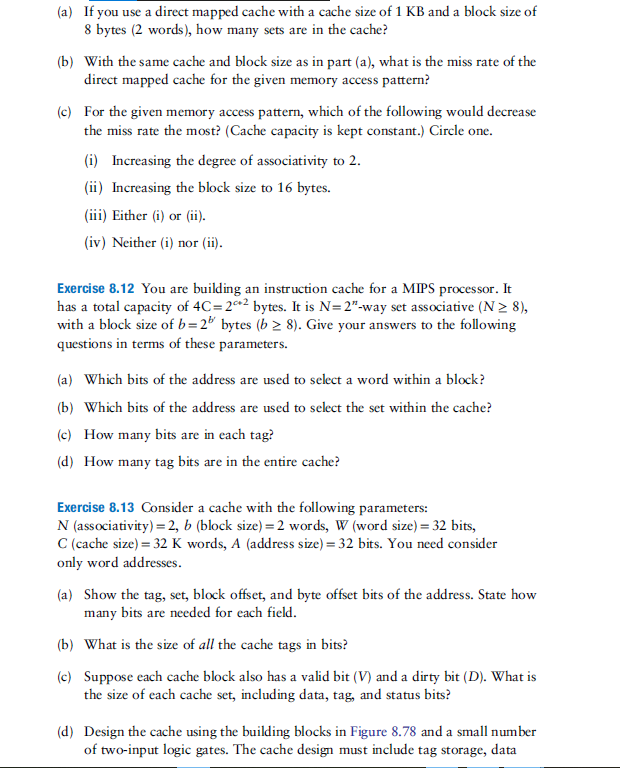 (a) If you use a direct mapped cache with a cache size of 1 KB and a block size of
8 bytes (2 words), how many sets are in the cache?
(b) With the same cache and block size as in part (a), what is the miss rate of the
direct mapped cache for the given memory access pattern?
(c) For the given memory access pattern, which of the following would decrease
the miss rate the most? (Cache capacity is kept constant.) Circle one.
(i) Increasing the degree of associativity to 2.
(ii) Increasing the block size to 16 bytes.
(iii) Either (i) or (ii).
(iv) Neither (i) nor (ii).
Exercise 8.12 You are building an instruction cache for a MIPS processor. It
has a total capacity of 4C = 2ᶜ⁺² bytes. It is N = 2ⁿ-way set associative (N ≥ 8),
with a block size of b = 2ᵇ′ bytes (b ≥ 8). Give your answers to the following
questions in terms of these parameters.
(a) Which bits of the address are used to select a word within a block?
(b) Which bits of the address are used to select the set within the cache?
(c) How many bits are in each tag?
(d) How many tag bits are in the entire cache?
Exercise 8.13 Consider a cache with the following parameters:
N (associativity) = 2, b (block size) = 2 words, W (word size) = 32 bits,
C (cache size) = 32 K words, A (address size) = 32 bits. You need consider
only word addresses.
(a) Show the tag, set, block offset, and byte offset bits of the address. State how
many bits are needed for each field.
(b) What is the size of all the cache tags in bits?
(c) Suppose each cache block also has a valid bit (V) and a dirty bit (D). What is
the size of each cache set, including data, tag, and status bits?
(d) Design the cache using the building blocks in Figure 8.78 and a small number
of two-input logic gates. The cache design must include tag storage, data